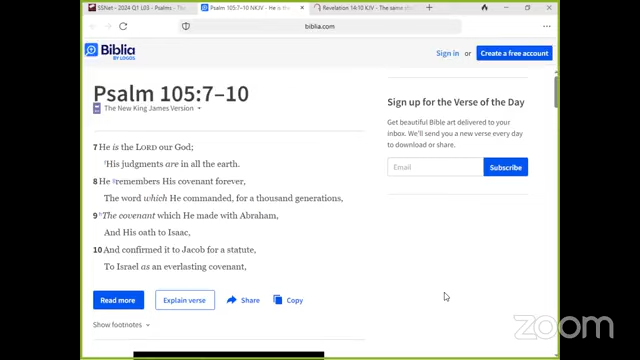 SSNet - 2024 Q1 L03 - Psalms - Th
Psalm 105:7–10 NKJV - He is the
Revelation 14:10 KJV - The same sh
biblia.com
Biblia
BY LOGOS
Sign in or Create a free account
Psalm 105:7–10
The New King James Version
7 He is the LORD our God;
His judgments are in all the earth.
8 He remembers His covenant forever,
The word which He commanded, for a thousand generations,
9 The covenant which He made with Abraham,
And His oath to Isaac,
10 And confirmed it to Jacob for a statute,
To Israel as an everlasting covenant,
Read more
Explain verse
Share
Copy
Show footnotes
Sign up for the Verse of the Day
Get beautiful Bible art delivered to your
inbox. We'll send you a new verse every day
to download or share.
Email
Subscribe
zoom